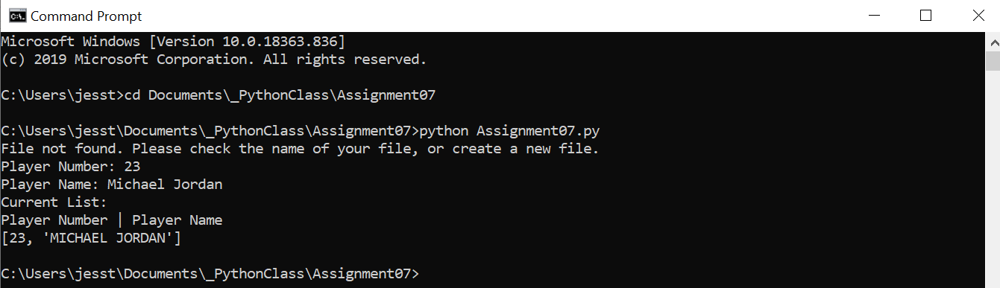 Command Prompt
Microsoft Windows [Version 10.0.18363.836]
(c) 2019 Microsoft Corporation. All rights reserved.
C:\Users\jesst>cd Documents\_PythonClass\Assignment07
C:\Users\jesst\Documents\_PythonClass\Assignment07>python Assignment07.py
File not found. Please check the name of your file, or create a new file.
Player Number: 23
Player Name: Michael Jordan
Current List:
Player Number | Player Name
[23, 'MICHAEL JORDAN']
C:\Users\jesst\Documents\_PythonClass\Assignment07>